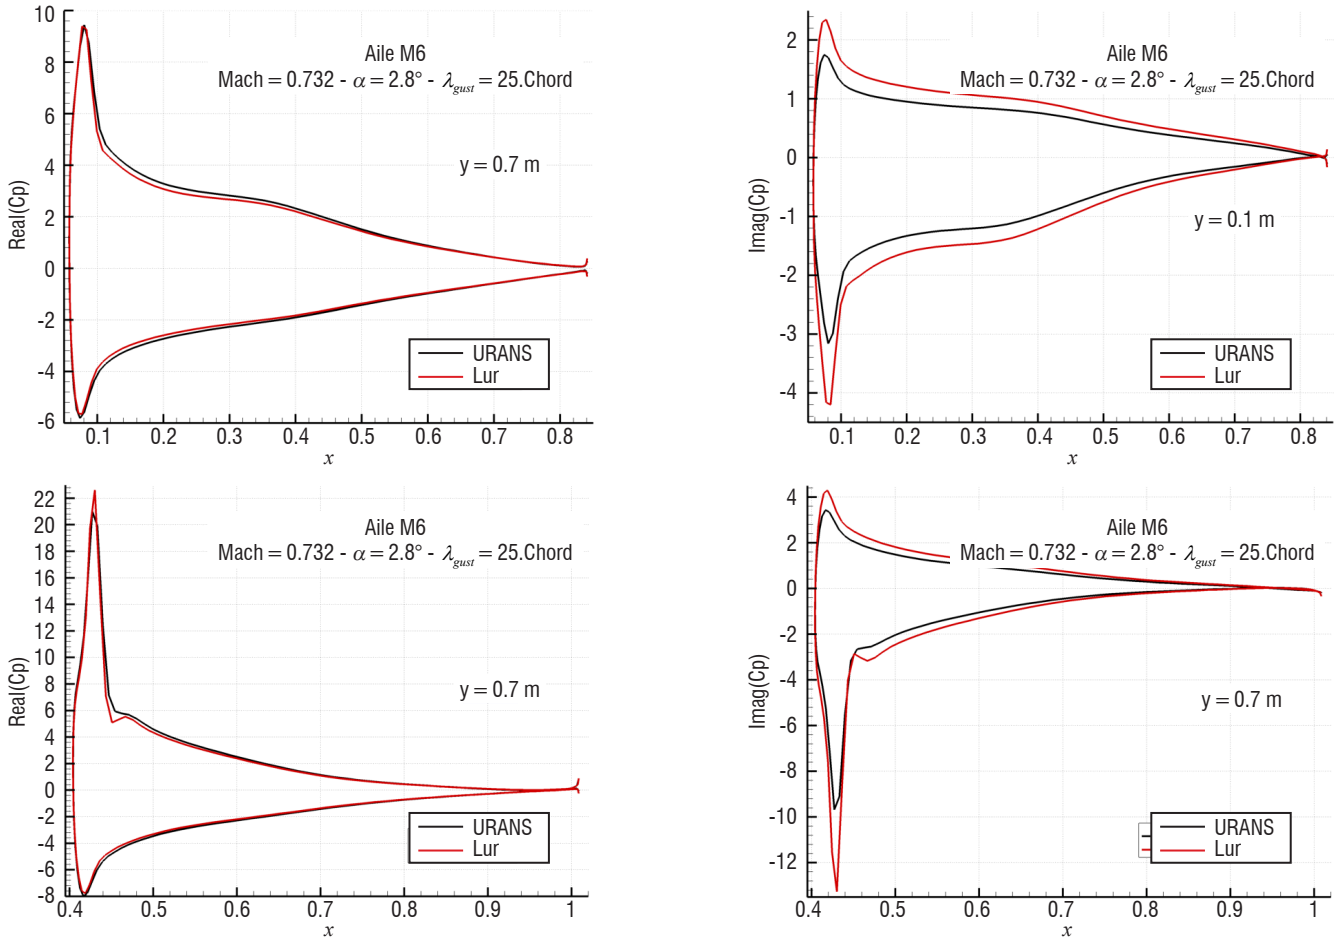 10
8
6
4
2
0
-2
-4
-6
Real(Cp)
Aile M6
Mach = 0.732 - α = 2.8° - λgust = 25.Chord
y = 0.7 m
URANS
Lur
0.1 0.2 0.3 0.4 0.5 0.6 0.7 0.8
x
2
1
0
-1
-2
-3
-4
Imag(Cp)
Aile M6
Mach = 0.732 - α = 2.8° - λgust = 25.Chord
y = 0.1 m
URANS
Lur
0.1 0.2 0.3 0.4 0.5 0.6 0.7 0.8
x
22
20
18
16
14
12
10
8
6
4
2
0
-2
-4
-6
-8
Real(Cp)
Aile M6
Mach = 0.732 - α = 2.8° - λgust = 25.Chord
y = 0.7 m
URANS
Lur
0.4 0.5 0.6 0.7 0.8 0.9 1
x
4
2
0
-2
-4
-6
-8
-10
-12
Imag(Cp)
Aile M6
Mach = 0.732 - α = 2.8° - λgust = 25.Chord
y = 0.7 m
URANS
Lur
0.4 0.5 0.6 0.7 0.8 0.9 1
x